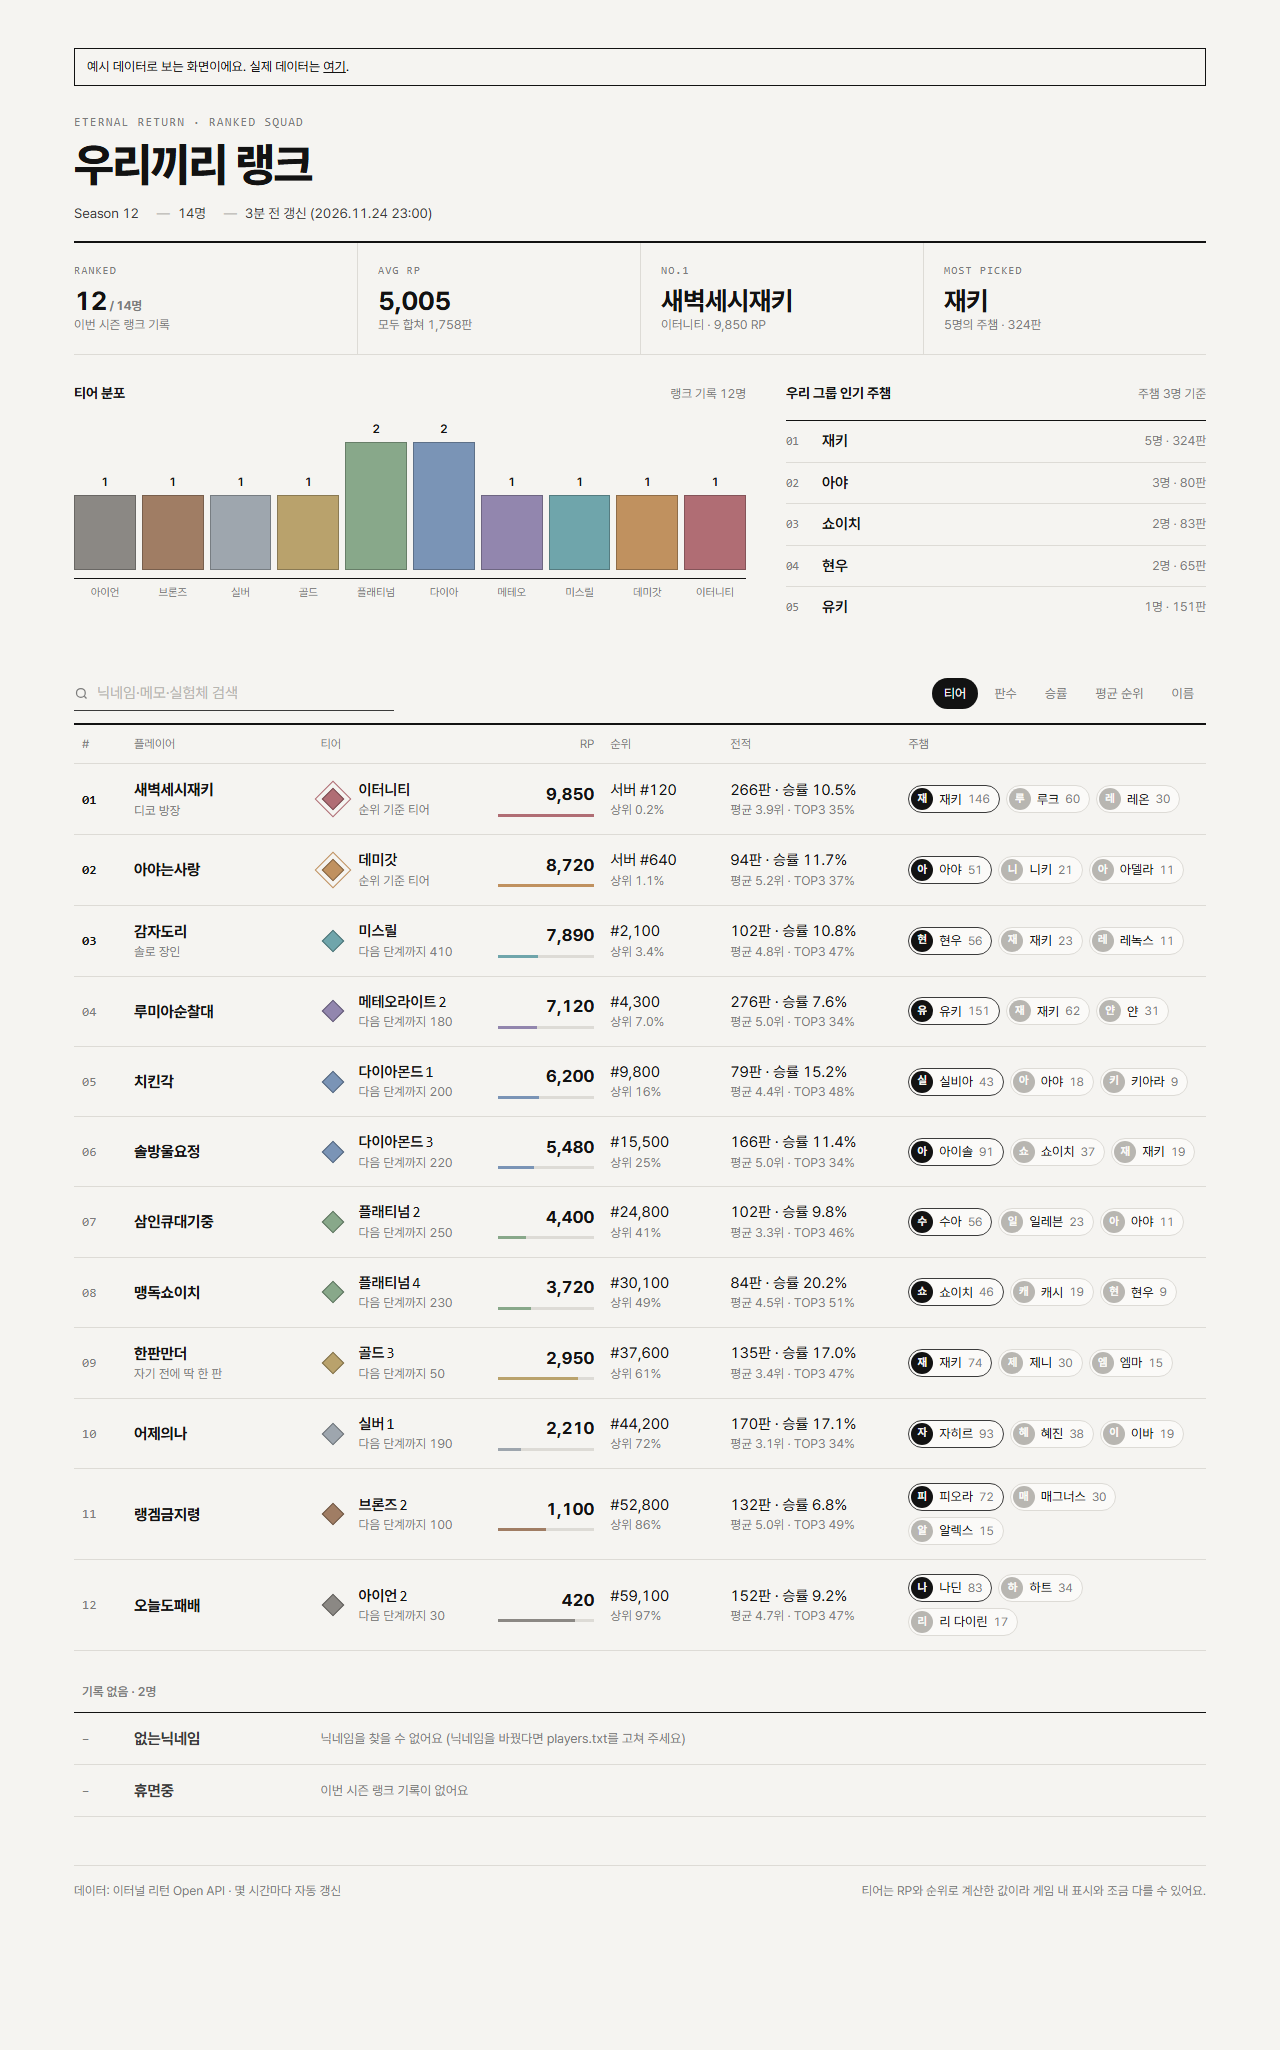 예시 데이터로 보는 화면이에요. 실제 데이터는 여기.
ETERNAL RETURN · RANKED SQUAD
우리끼리 랭크
Season 12 — 14명 — 3분 전 갱신 (2026.11.24 23:00)
RANKED
12 / 14명
이번 시즌 랭크 기록
AVG RP
5,005
모두 합쳐 1,758판
NO.1
새벽세시재키
이터니티 · 9,850 RP
MOST PICKED
재키
5명의 주챔 · 324판
티어 분포 랭크 기록 12명
1 1 1 1 2 2 1 1 1 1
아이언 브론즈 실버 골드 플래티넘 다이아 메테오 미스릴 데미갓 이터니티
우리 그룹 인기 주챔 주챔 3명 기준
01 재키 5명 · 324판
02 아야 3명 · 80판
03 쇼이치 2명 · 83판
04 현우 2명 · 65판
05 유키 1명 · 151판
닉네임·메모·실험체 검색
티어 판수 승률 평균 순위 이름
# 플레이어 티어 RP 순위 전적 주챔
01 새벽세시재키 이터니티 9,850 서버 #120 266판 · 승률 10.5% 재 재키 146 루 루크 60 레 레온 30
디코 방장 순위 기준 티어 상위 0.2% 평균 3.9위 · TOP3 35%
02 아야는사랑 데미갓 8,720 서버 #640 94판 · 승률 11.7% 아 아야 51 니 니키 21 아 아델라 11
순위 기준 티어 상위 1.1% 평균 5.2위 · TOP3 37%
03 감자도리 미스릴 7,890 #2,100 102판 · 승률 10.8% 현 현우 56 재 재키 23 레 레녹스 11
솔로 장인 다음 단계까지 410 상위 3.4% 평균 4.8위 · TOP3 47%
04 루미아순찰대 메테오라이트 2 7,120 #4,300 276판 · 승률 7.6% 유 유키 151 재 재키 62 얀 얀 31
다음 단계까지 180 상위 7.0% 평균 5.0위 · TOP3 34%
05 치킨각 다이아몬드 1 6,200 #9,800 79판 · 승률 15.2% 실 실비아 43 아 아야 18 키 키아라 9
다음 단계까지 200 상위 16% 평균 4.4위 · TOP3 48%
06 솔방울요정 다이아몬드 3 5,480 #15,500 166판 · 승률 11.4% 아 아이솔 91 쇼 쇼이치 37 재 재키 19
다음 단계까지 220 상위 25% 평균 5.0위 · TOP3 34%
07 삼인큐대기중 플래티넘 2 4,400 #24,800 102판 · 승률 9.8% 수 수아 56 일 일레븐 23 아 아야 11
다음 단계까지 250 상위 41% 평균 3.3위 · TOP3 46%
08 맹독쇼이치 플래티넘 4 3,720 #30,100 84판 · 승률 20.2% 쇼 쇼이치 46 캐 캐시 19 현 현우 9
다음 단계까지 230 상위 49% 평균 4.5위 · TOP3 51%
09 한판만더 골드 3 2,950 #37,600 135판 · 승률 17.0% 재 재키 74 제 제니 30 엠 엠마 15
자기 전에 딱 한 판 다음 단계까지 50 상위 61% 평균 3.4위 · TOP3 47%
10 어제의나 실버 1 2,210 #44,200 170판 · 승률 17.1% 자 자히르 93 혜 혜진 38 이 이바 19
다음 단계까지 190 상위 72% 평균 3.1위 · TOP3 34%
11 랭겜금지령 브론즈 2 1,100 #52,800 132판 · 승률 6.8% 피 피오라 72 매 매그너스 30
다음 단계까지 100 상위 86% 평균 5.0위 · TOP3 49% 알 알렉스 15
12 오늘도패배 아이언 2 420 #59,100 152판 · 승률 9.2% 나 나딘 83 하 하트 34
다음 단계까지 30 상위 97% 평균 4.7위 · TOP3 47% 리 리 다이린 17
기록 없음 · 2명
– 없는닉네임 닉네임을 찾을 수 없어요 (닉네임을 바꿨다면 players.txt를 고쳐 주세요)
– 휴면중 이번 시즌 랭크 기록이 없어요
데이터: 이터널 리턴 Open API · 몇 시간마다 자동 갱신
티어는 RP와 순위로 계산한 값이라 게임 내 표시와 조금 다를 수 있어요.